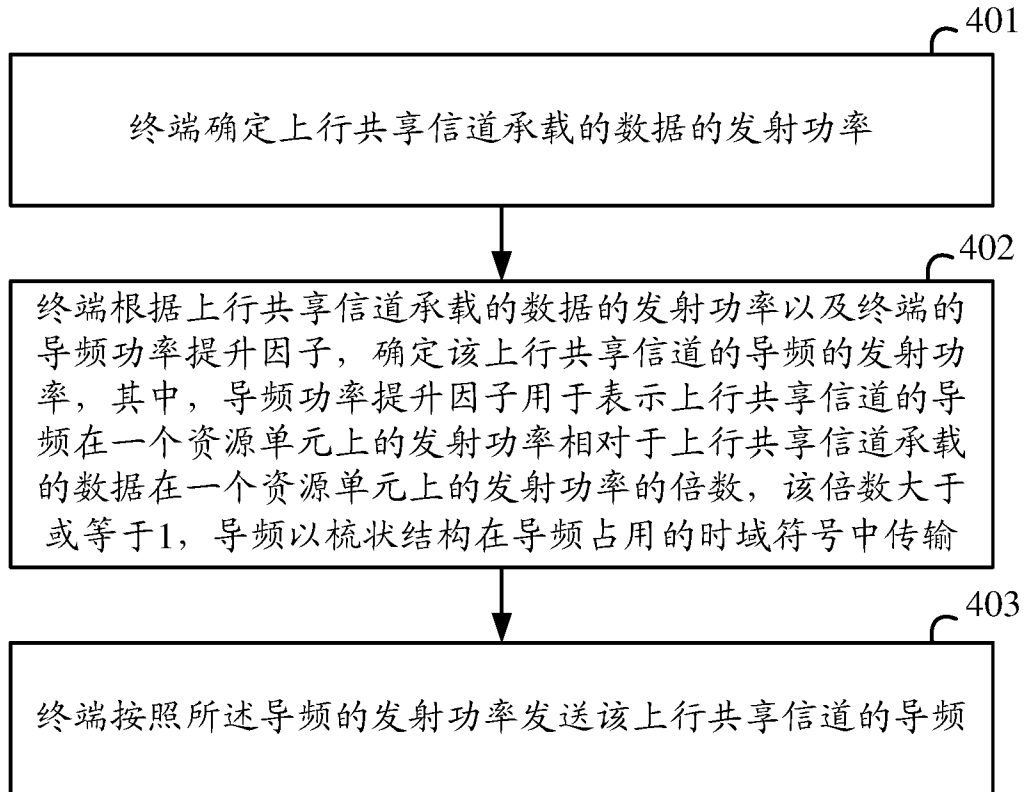 401
终端确定上行共享信道承载的数据的发射功率
402
终端根据上行共享信道承载的数据的发射功率以及终端的
导频功率提升因子，确定该上行共享信道的导频的发射功
率，其中，导频功率提升因子用于表示上行共享信道的导
频在一个资源单元上的发射功率相对于上行共享信道承载
的数据在一个资源单元上的发射功率的倍数，该倍数大于
或等于1，导频以梳状结构在导频占用的时域符号中传输
403
终端按照所述导频的发射功率发送该上行共享信道的导频